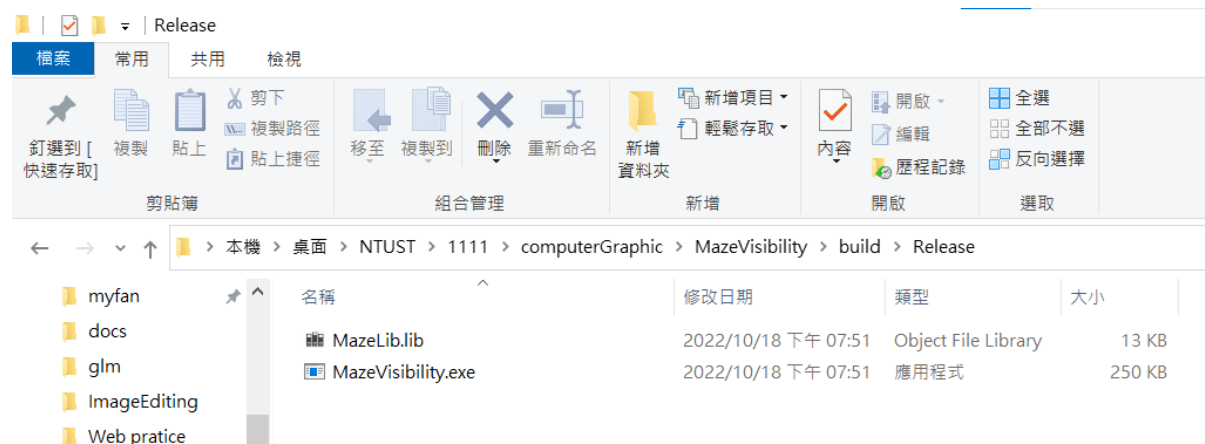 Release
檔案 常用 共用 檢視
釘選到 [
快速存取]
複製
貼上
剪下
複製路徑
貼上捷徑
剪貼簿
移至
複製到
刪除
重新命名
組合管理
新增
資料夾
新增項目
輕鬆存取
新增
內容
開啟
編輯
歷程記錄
開啟
全選
全部不選
反向選擇
選取
本機 > 桌面 > NTUST > 1111 > computerGraphic > MazeVisibility > build > Release
myfan
docs
glm
ImageEditing
Web pratice
名稱 修改日期 類型 大小
MazeLib.lib 2022/10/18 下午 07:51 Object File Library 13 KB
MazeVisibility.exe 2022/10/18 下午 07:51 應用程式 250 KB